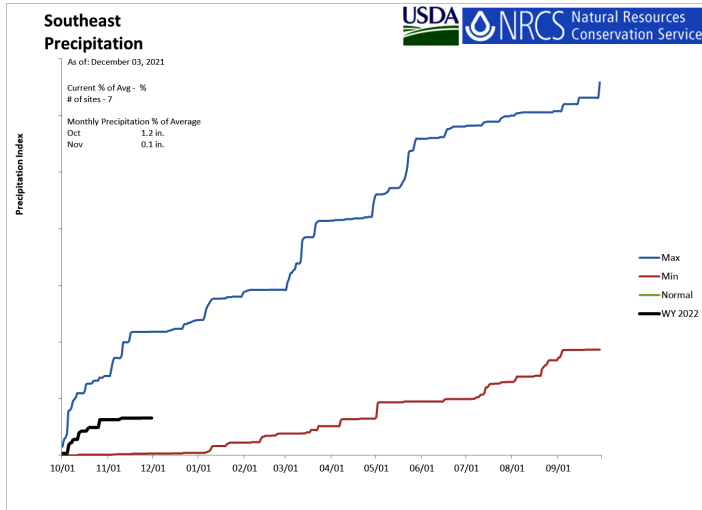 Southeast
Precipitation
USDA
NRCS
Natural Resources
Conservation Service
As of: December 03, 2021
Current % of Avg - %
# of sites - 7
Monthly Precipitation % of Average
Oct 1.2 in.
Nov 0.1 in.
Precipitation Index
Max
Min
Normal
WY 2022
10/01 11/01 12/01 01/01 02/01 03/01 04/01 05/01 06/01 07/01 08/01 09/01